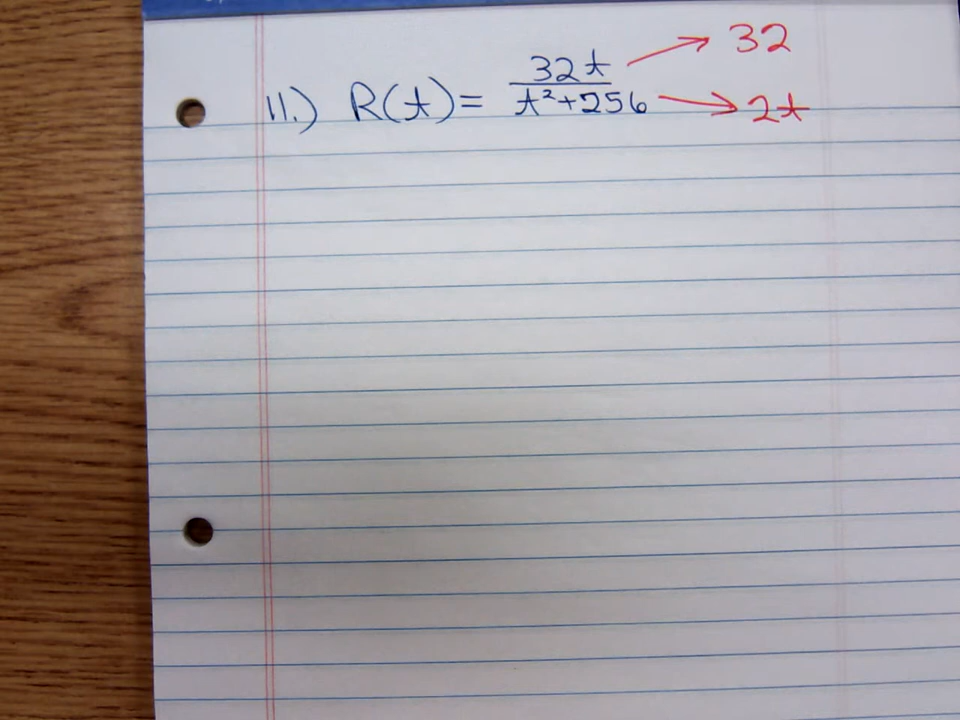 11.) R(t) = 32t / t²+256 → 32 → 2t